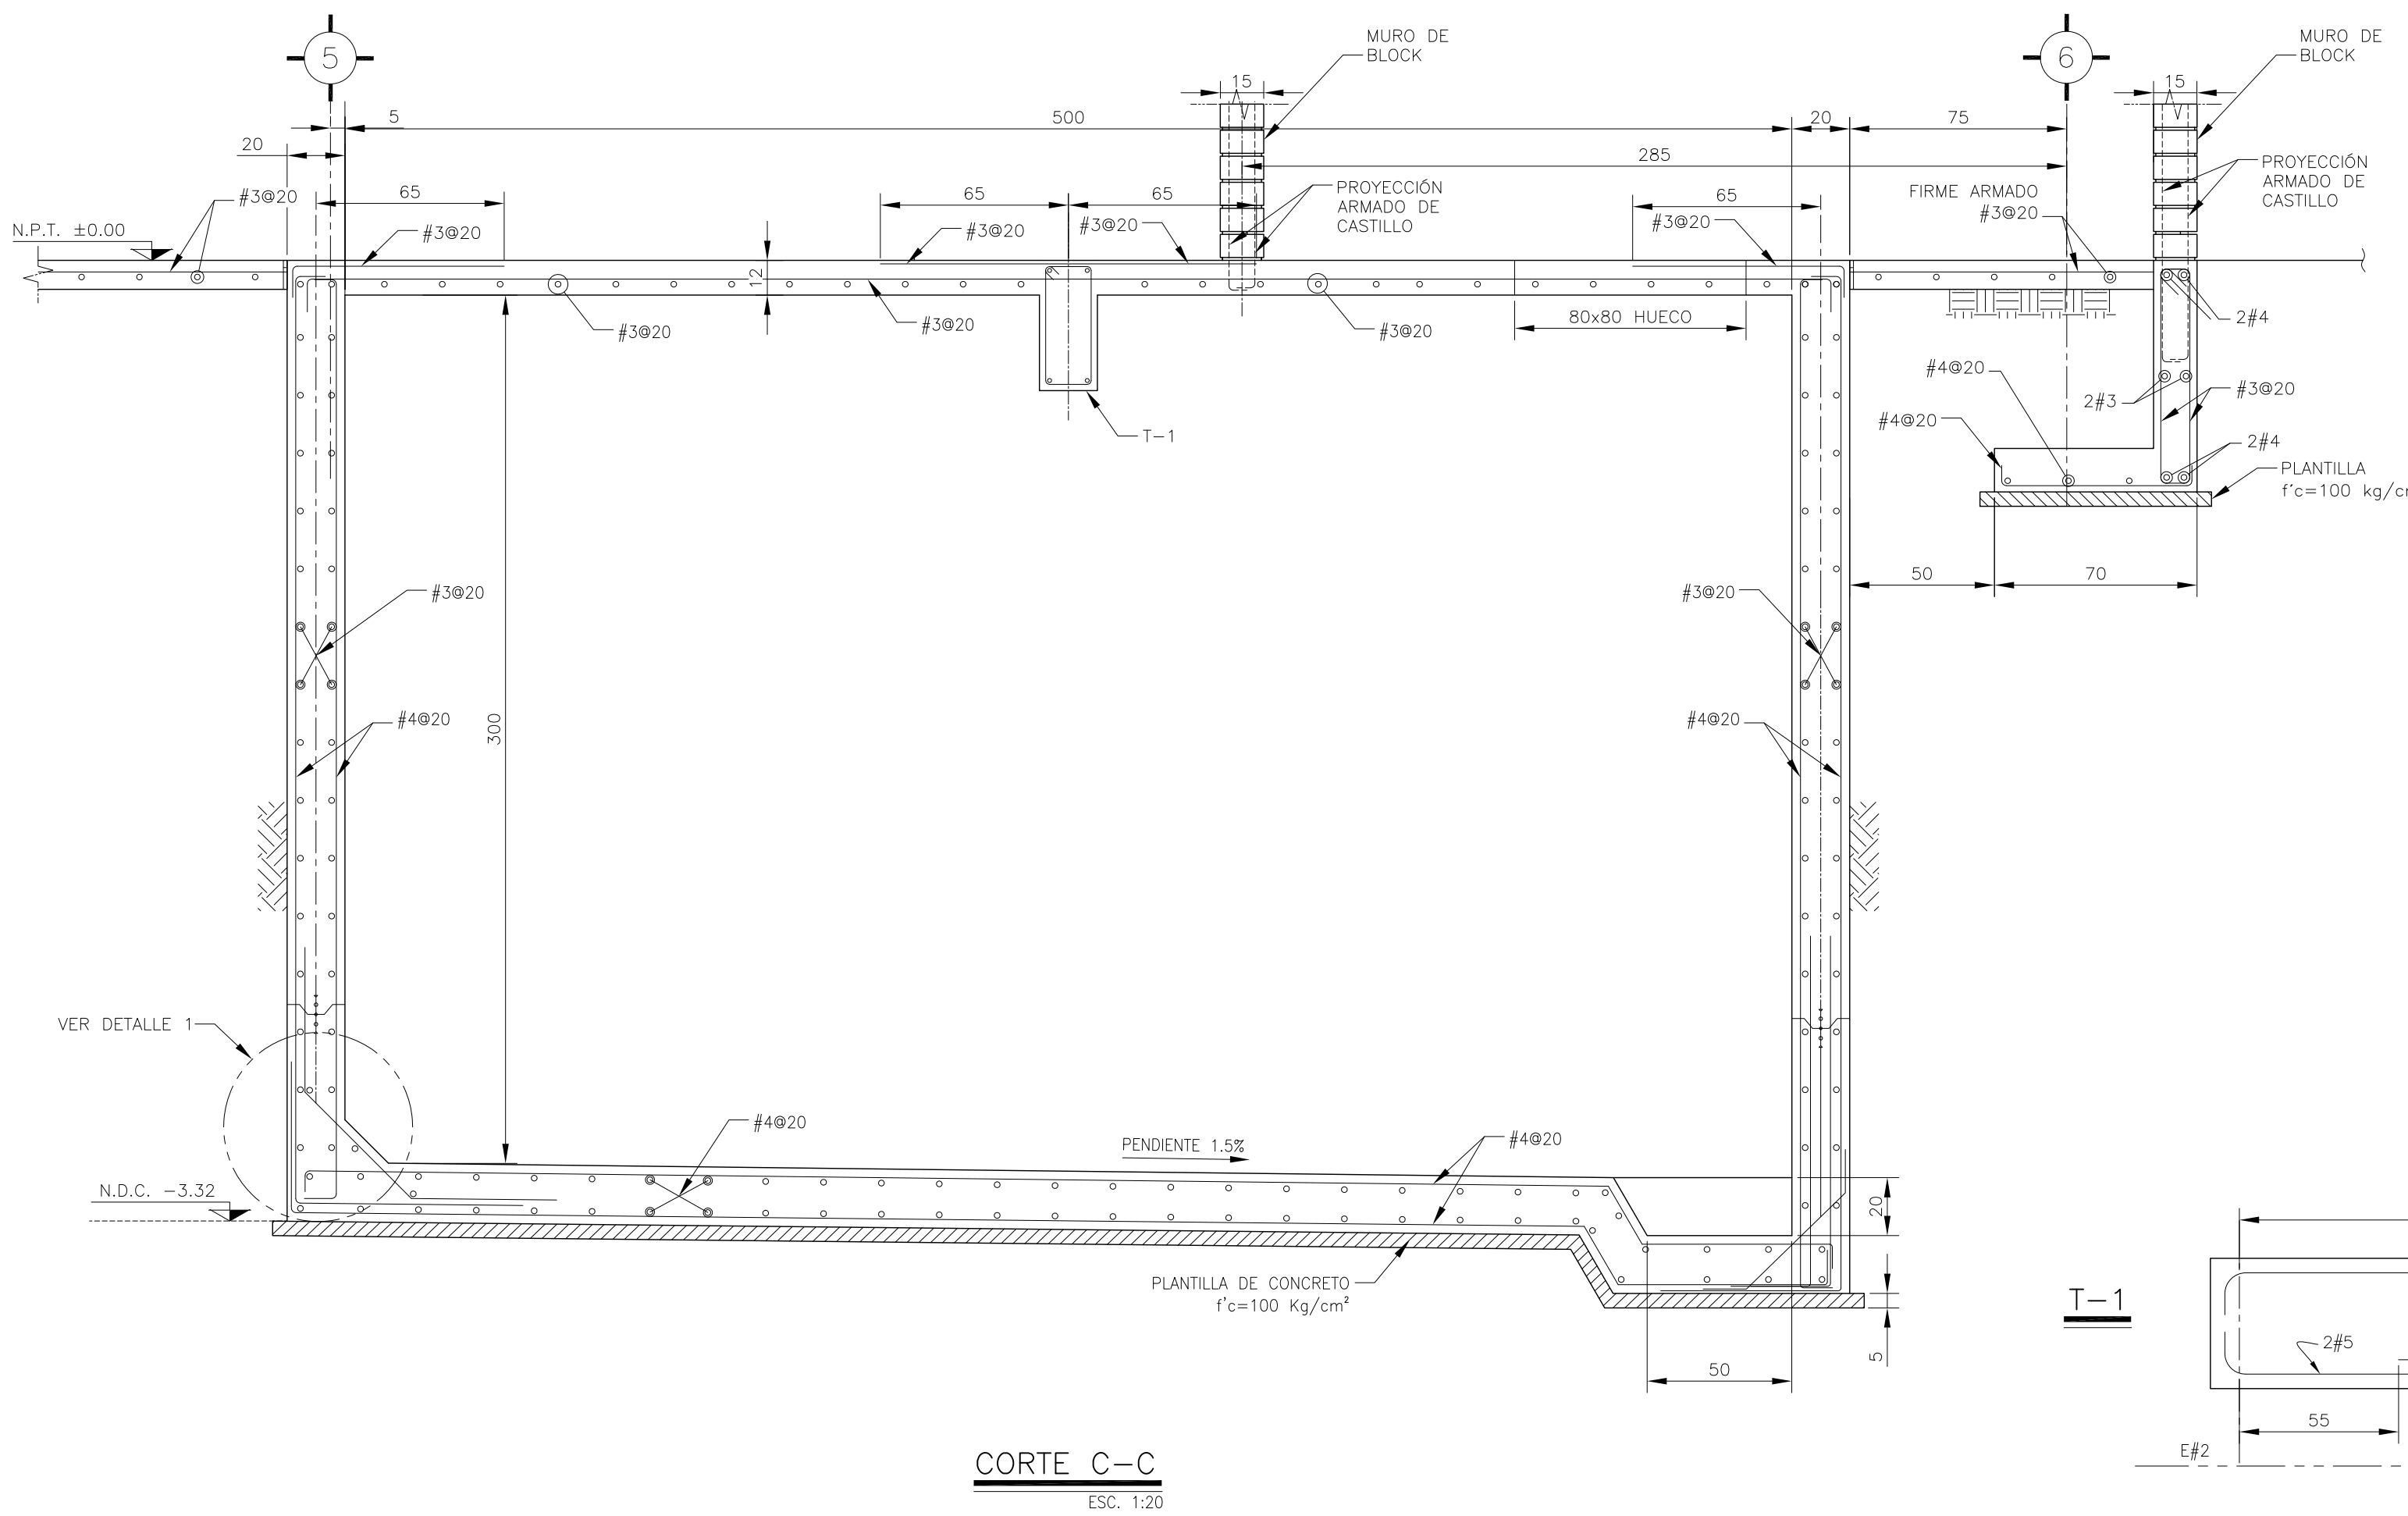 5
6
MURO DE
BLOCK
MURO DE
BLOCK
15
15
5
500
20
75
20
285
#3@20
65
65
65
65
PROYECCIÓN
ARMADO DE
CASTILLO
FIRME ARMADO
#3@20
PROYECCIÓN
ARMADO DE
CASTILLO
N.P.T. ±0.00
#3@20
#3@20
#3@20
#3@20
12
#3@20
#3@20
#3@20
80x80 HUECO
2#4
#4@20
2#3
#3@20
#4@20
T-1
2#4
PLANTILLA
f'c=100 kg/c
50
70
#3@20
#3@20
300
#4@20
#4@20
VER DETALLE 1
#4@20
PENDIENTE 1.5%
#4@20
N.D.C. -3.32
20
PLANTILLA DE CONCRETO
f'c=100 Kg/cm²
5
50
T-1
2#5
55
E#2
CORTE C-C
ESC. 1:20